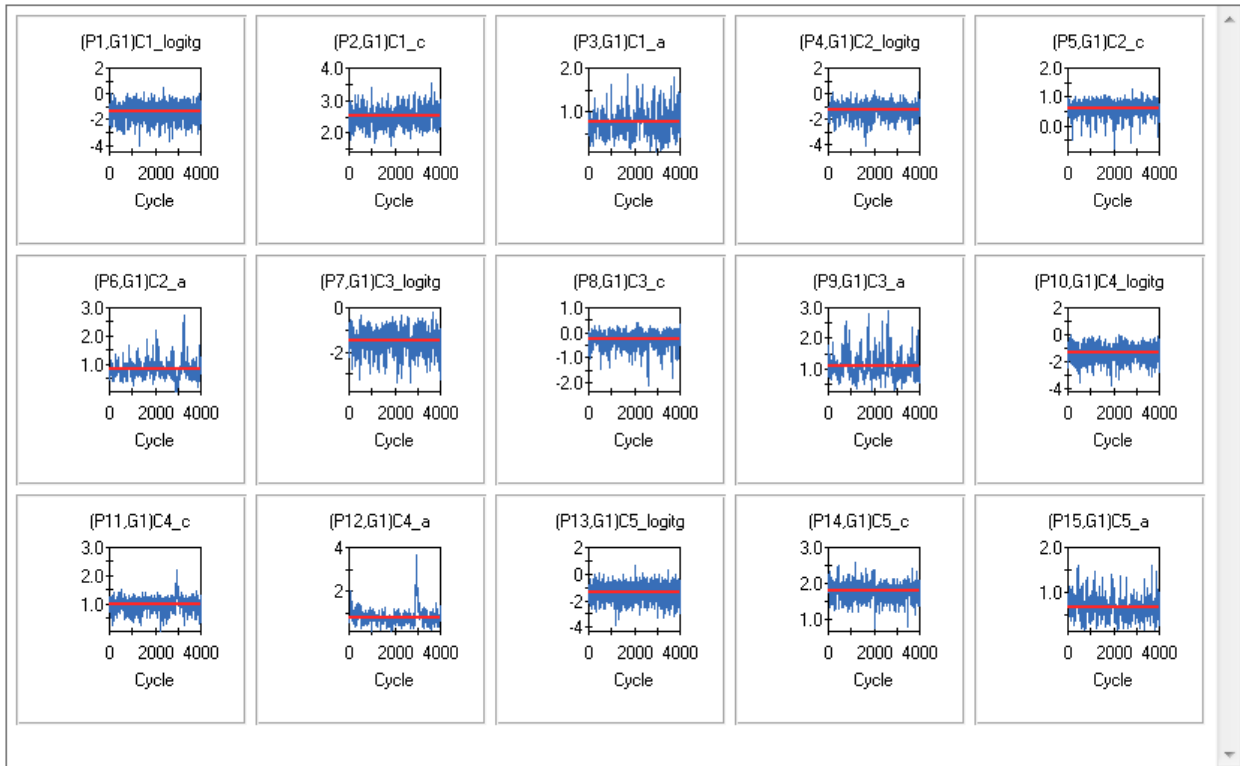 (P1,G1)C1_logitg
2
0
-2
-4
0 2000 4000
Cycle
(P2,G1)C1_c
4.0
3.0
2.0
0 2000 4000
Cycle
(P3,G1)C1_a
2.0
1.0
0 2000 4000
Cycle
(P4,G1)C2_logitg
2
0
-2
-4
0 2000 4000
Cycle
(P5,G1)C2_c
2.0
1.0
0.0
0 2000 4000
Cycle
(P6,G1)C2_a
3.0
2.0
1.0
0 2000 4000
Cycle
(P7,G1)C3_logitg
0
-2
0 2000 4000
Cycle
(P8,G1)C3_c
1.0
0.0
-1.0
-2.0
0 2000 4000
Cycle
(P9,G1)C3_a
3.0
2.0
1.0
0 2000 4000
Cycle
(P10,G1)C4_logitg
2
0
-2
-4
0 2000 4000
Cycle
(P11,G1)C4_c
3.0
2.0
1.0
0 2000 4000
Cycle
(P12,G1)C4_a
4
2
0 2000 4000
Cycle
(P13,G1)C5_logitg
2
0
-2
-4
0 2000 4000
Cycle
(P14,G1)C5_c
3.0
2.0
1.0
0 2000 4000
Cycle
(P15,G1)C5_a
2.0
1.0
0 2000 4000
Cycle